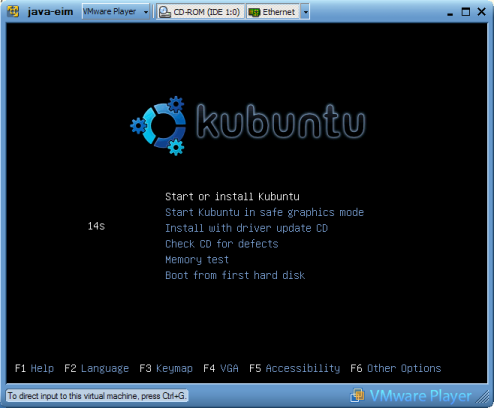 java-eim VMware Player CD-ROM (IDE 1:0) Ethernet
kubuntu
Start or install Kubuntu
Start Kubuntu in safe graphics mode
14s
Install with driver update CD
Check CD for defects
Memory test
Boot from first hard disk
F1 Help F2 Language F3 Keymap F4 VGA F5 Accessibility F6 Other Options
To direct input to this virtual machine, press Ctrl+G. VMware Player